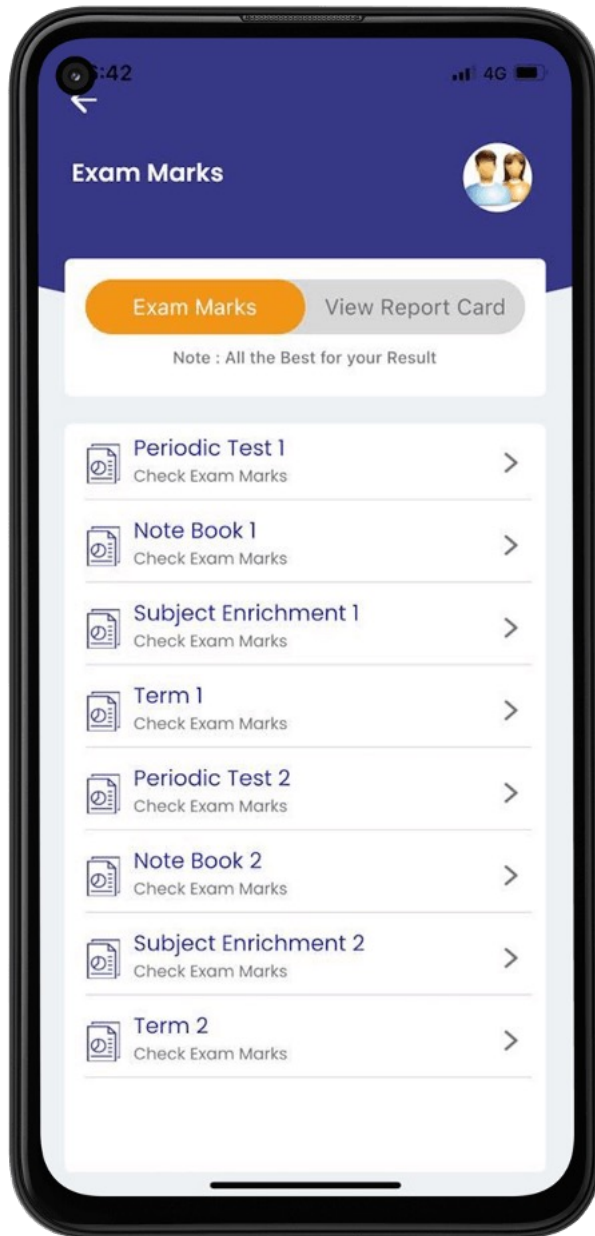 :42
4G
Exam Marks
Exam Marks
View Report Card
Note : All the Best for your Result
Periodic Test 1
Check Exam Marks
Note Book 1
Check Exam Marks
Subject Enrichment 1
Check Exam Marks
Term 1
Check Exam Marks
Periodic Test 2
Check Exam Marks
Note Book 2
Check Exam Marks
Subject Enrichment 2
Check Exam Marks
Term 2
Check Exam Marks